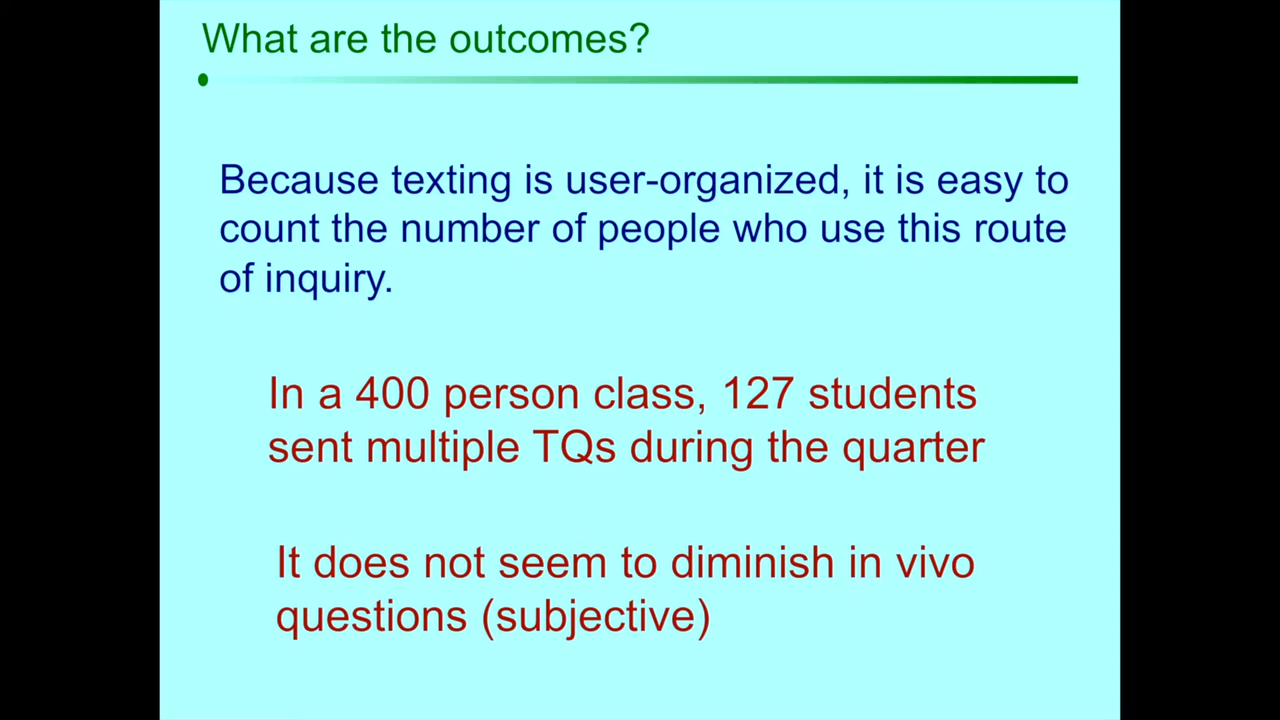 What are the outcomes?
Because texting is user-organized, it is easy to
count the number of people who use this route
of inquiry.
In a 400 person class, 127 students
sent multiple TQs during the quarter
It does not seem to diminish in vivo
questions (subjective)